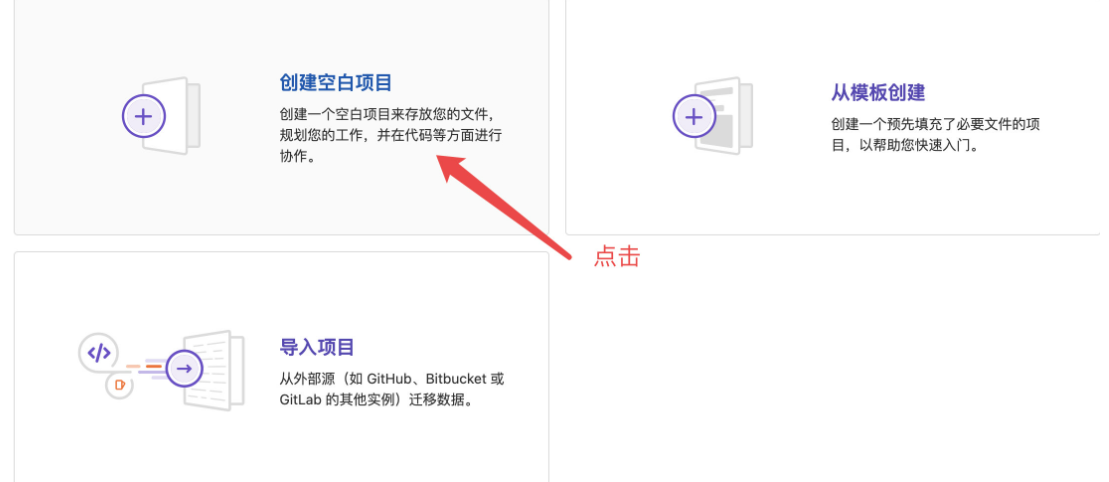 创建空白项目
创建一个空白项目来存放您的文件，
规划您的工作，并在代码等方面进行
协作。
从模板创建
创建一个预先填充了必要文件的项
目，以帮助您快速入门。
点击
导入项目
从外部源（如 GitHub、Bitbucket 或
GitLab 的其他实例）迁移数据。